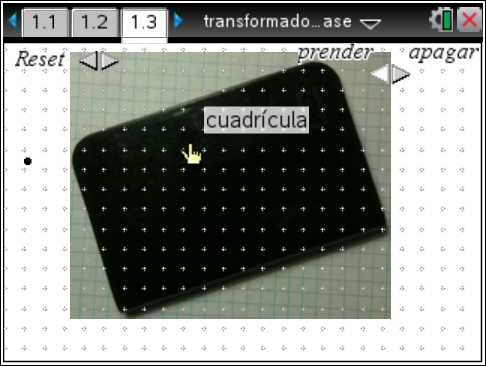 1.1 1.2 1.3 transformado...ase
Reset prender apagar
cuadrícula